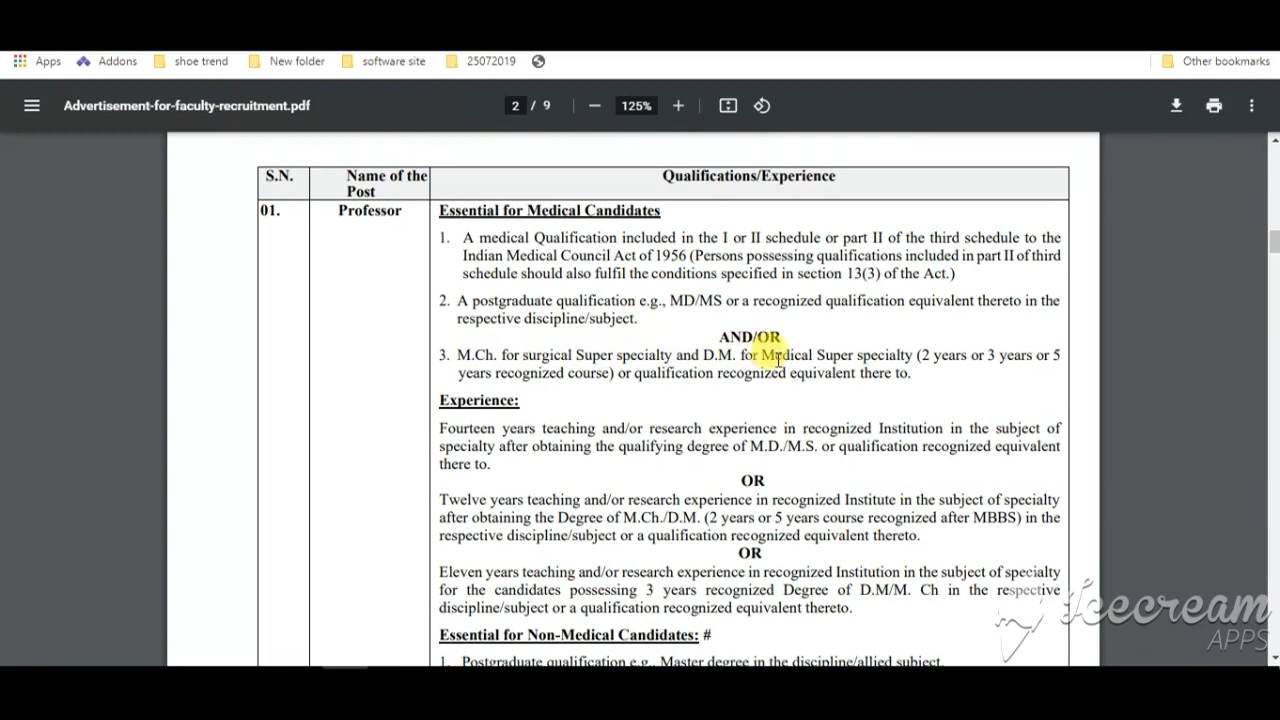 Apps Addons shoe trend New folder software site 25072019 Other bookmarks
Advertisement-for-faculty-recruitment.pdf 2 / 9 125%
S.N. Name of the Post Qualifications/Experience
01. Professor Essential for Medical Candidates
1. A medical Qualification included in the I or II schedule or part II of the third schedule to the
Indian Medical Council Act of 1956 (Persons possessing qualifications included in part II of third
schedule should also fulfil the conditions specified in section 13(3) of the Act.)
2. A postgraduate qualification e.g., MD/MS or a recognized qualification equivalent thereto in the
respective discipline/subject.
AND/OR
3. M.Ch. for surgical Super specialty and D.M. for Medical Super specialty (2 years or 3 years or 5
years recognized course) or qualification recognized equivalent there to.
Experience:
Fourteen years teaching and/or research experience in recognized Institution in the subject of
specialty after obtaining the qualifying degree of M.D./M.S. or qualification recognized equivalent
there to.
OR
Twelve years teaching and/or research experience in recognized Institute in the subject of specialty
after obtaining the Degree of M.Ch./D.M. (2 years or 5 years course recognized after MBBS) in the
respective discipline/subject or a qualification recognized equivalent thereto.
OR
Eleven years teaching and/or research experience in recognized Institution in the subject of specialty
for the candidates possessing 3 years recognized Degree of D.M/M. Ch in the respective
discipline/subject or a qualification recognized equivalent thereto.
Essential for Non-Medical Candidates: #
1. Postgraduate qualification e.g., Master degree in the discipline/allied subject.
Icecream
APPS